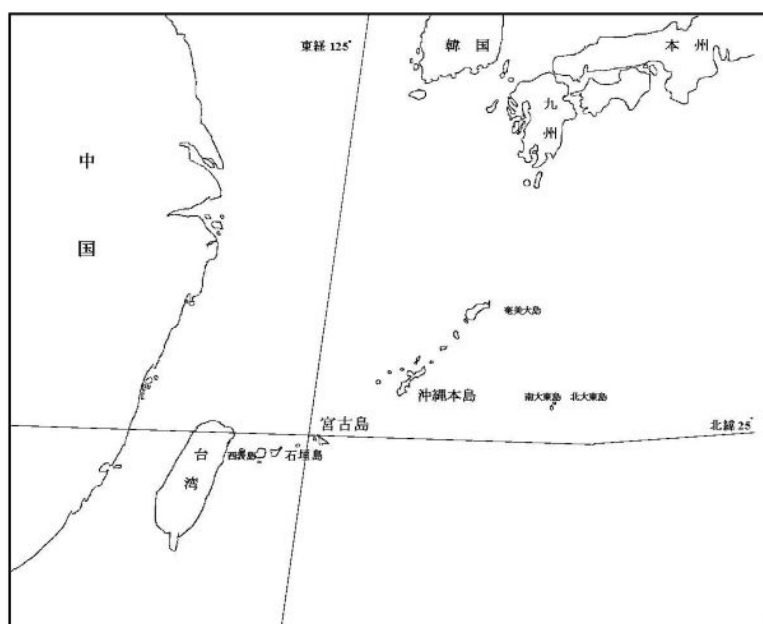 東経 125°
韓国
本州
九州
中国
奄美大島
沖縄本島
南大東島 北大東島
宮古島
北緯 25°
台湾
石垣島